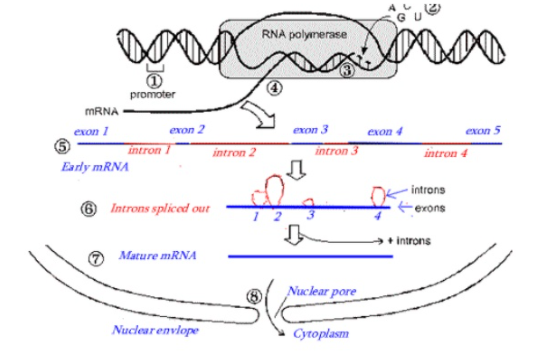 A C ②
G U
RNA polymerase
③
①
promoter
④
mRNA
exon 1 exon 2 exon 3 exon 4 exon 5
⑤
intron 1 intron 2 intron 3 intron 4
Early mRNA
introns
⑥ Introns spliced out
exons
1 2 3 4
+ introns
⑦ Mature mRNA
⑧ Nuclear pore
Nuclear envlope
Cytoplasm